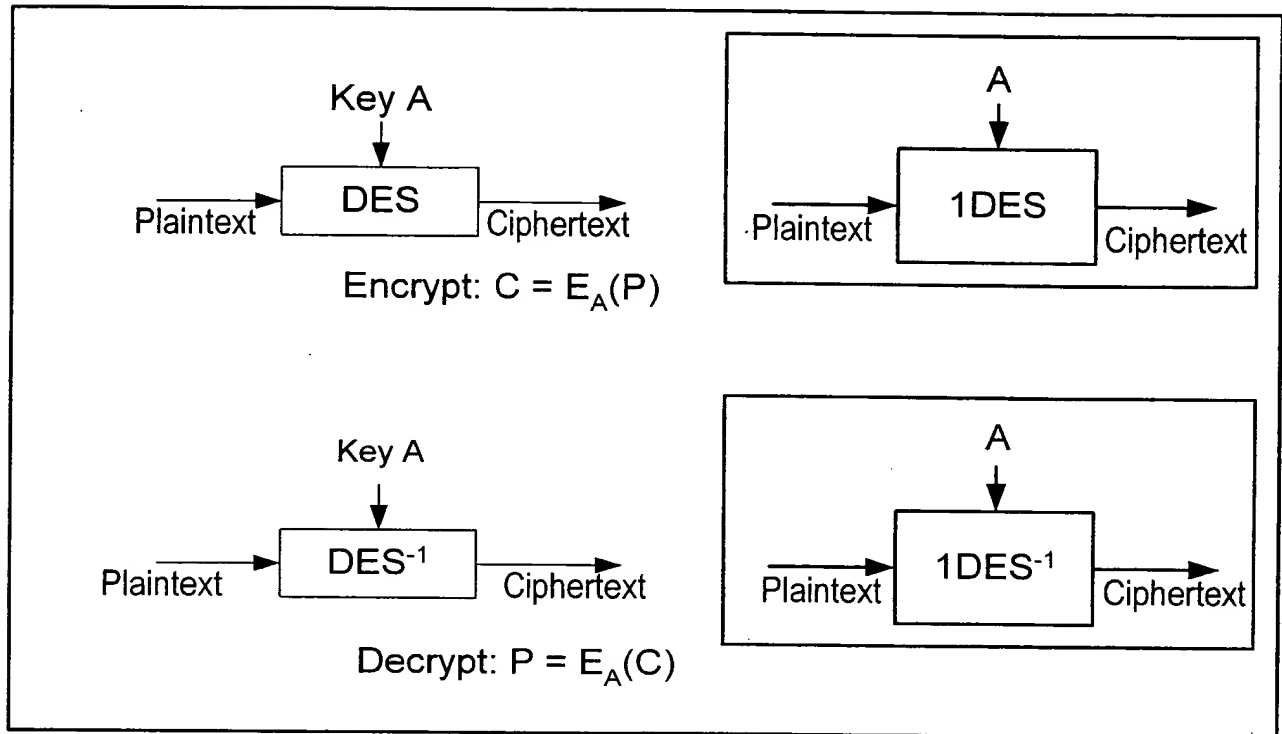 Key A
DES
Plaintext
Ciphertext
Encrypt: C = E_A(P)
A
1DES
Plaintext
Ciphertext
Key A
DES⁻¹
Plaintext
Ciphertext
Decrypt: P = E_A(C)
A
1DES⁻¹
Plaintext
Ciphertext